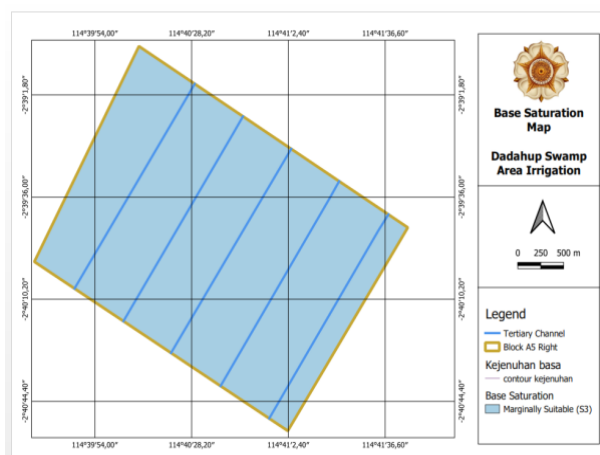 114°39'54,00" 114°40'28,20" 114°41'2,40" 114°41'36,60"
-2°39'1,80" -2°39'1,80"
-2°39'36,00" -2°39'36,00"
-2°40'10,20" -2°40'10,20"
-2°40'44,40" -2°40'44,40"
114°39'54,00" 114°40'28,20" 114°41'2,40" 114°41'36,60"
Base Saturation
Map
Dadahup Swamp
Area Irrigation
0 250 500 m
Legend
Tertiary Channel
Block A5 Right
Kejenuhan basa
contour kejenuhan
Base Saturation
Marginally Suitable (S3)